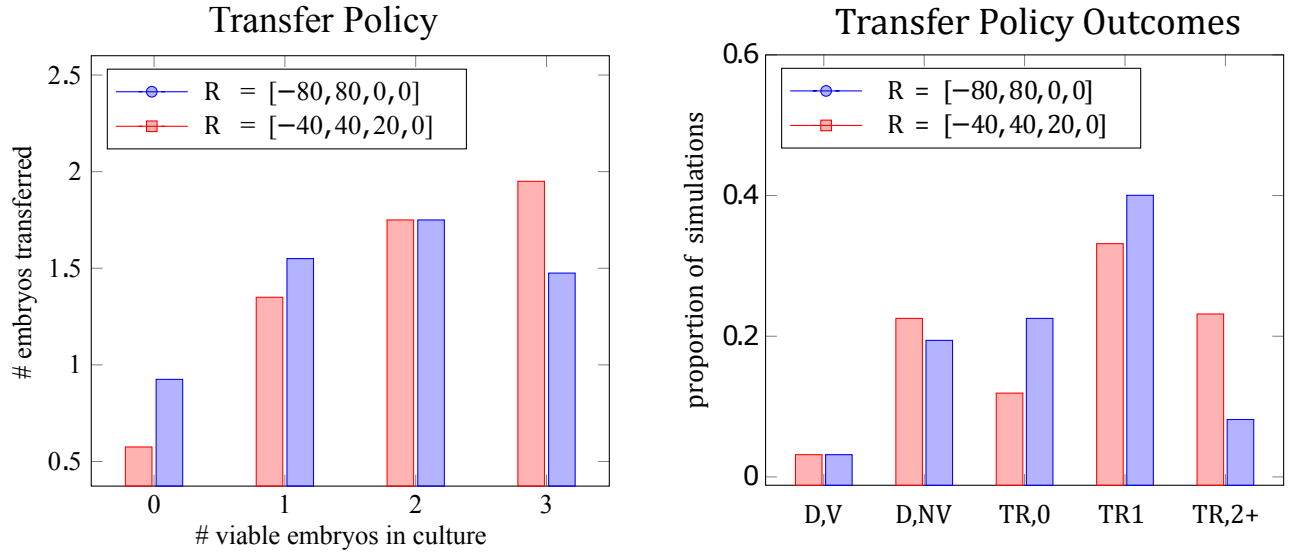 Transfer Policy
R = [−80,80,0,0]
R = [−40,40,20,0]
# embryos transferred
2.5
2
1.5
1
0.5
0 1 2 3
# viable embryos in culture
Transfer Policy Outcomes
R = [−80,80,0,0]
R = [−40,40,20,0]
proportion of simulations
0.6
0.4
0.2
0
D,V D,NV TR,0 TR1 TR,2+